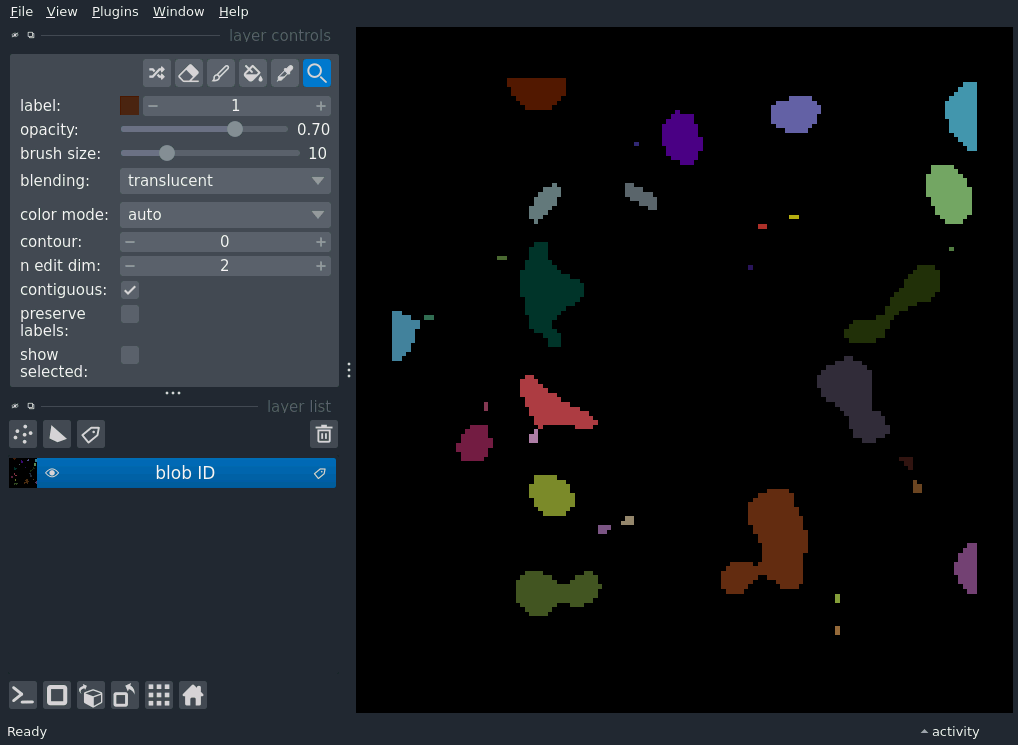 File View Plugins Window Help
layer controls
label: 1
opacity: 0.70
brush size: 10
blending: translucent
color mode: auto
contour: 0
n edit dim: 2
contiguous:
preserve
labels:
show
selected:
layer list
blob ID
Ready
activity